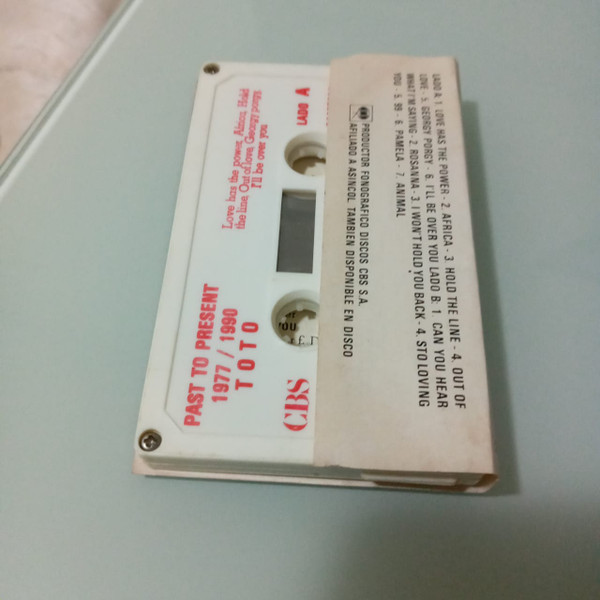 LADO A: 1. LOVE HAS THE POWER - 2. AFRICA - 3. HOLD THE LINE - 4. OUT OF
LOVE - 5. GEORGY PORGY - 6. I'LL BE OVER YOU LADO B: 1. CAN YOU HEAR
WHAT I'M SAYING - 2. ROSANNA - 3. I WON'T HOLD YOU BACK - 4. STO LOVING
YOU - 5. 99 - 6. PAMELA - 7. ANIMAL
PRODUCTOR FONOGRAFICO DISCOS CBS S.A.
AFILIADO A ASINCOL TAMBIEN DISPONIBLE EN DISCO
LADO A
Love has the power. Africa. Hold
the line. Out of love. Georgy
I'll be over you
PAST TO PRESENT
1977 / 1990
TOTO
CBS